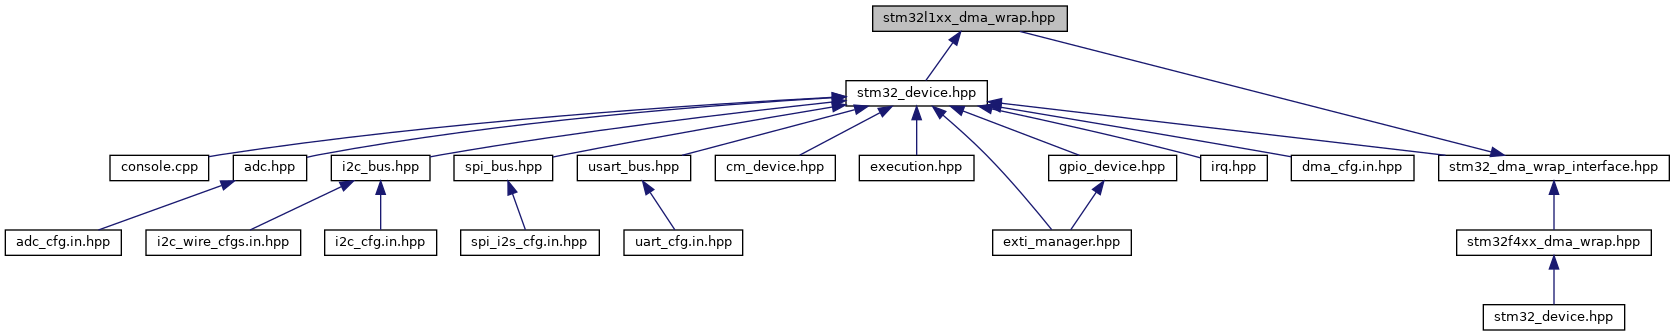 stm32l1xx_dma_wrap.hpp
stm32_device.hpp
console.cpp
adc.hpp
i2c_bus.hpp
spi_bus.hpp
usart_bus.hpp
cm_device.hpp
execution.hpp
gpio_device.hpp
irq.hpp
dma_cfg.in.hpp
stm32_dma_wrap_interface.hpp
adc_cfg.in.hpp
i2c_wire_cfgs.in.hpp
i2c_cfg.in.hpp
spi_i2s_cfg.in.hpp
uart_cfg.in.hpp
exti_manager.hpp
stm32f4xx_dma_wrap.hpp
stm32_device.hpp